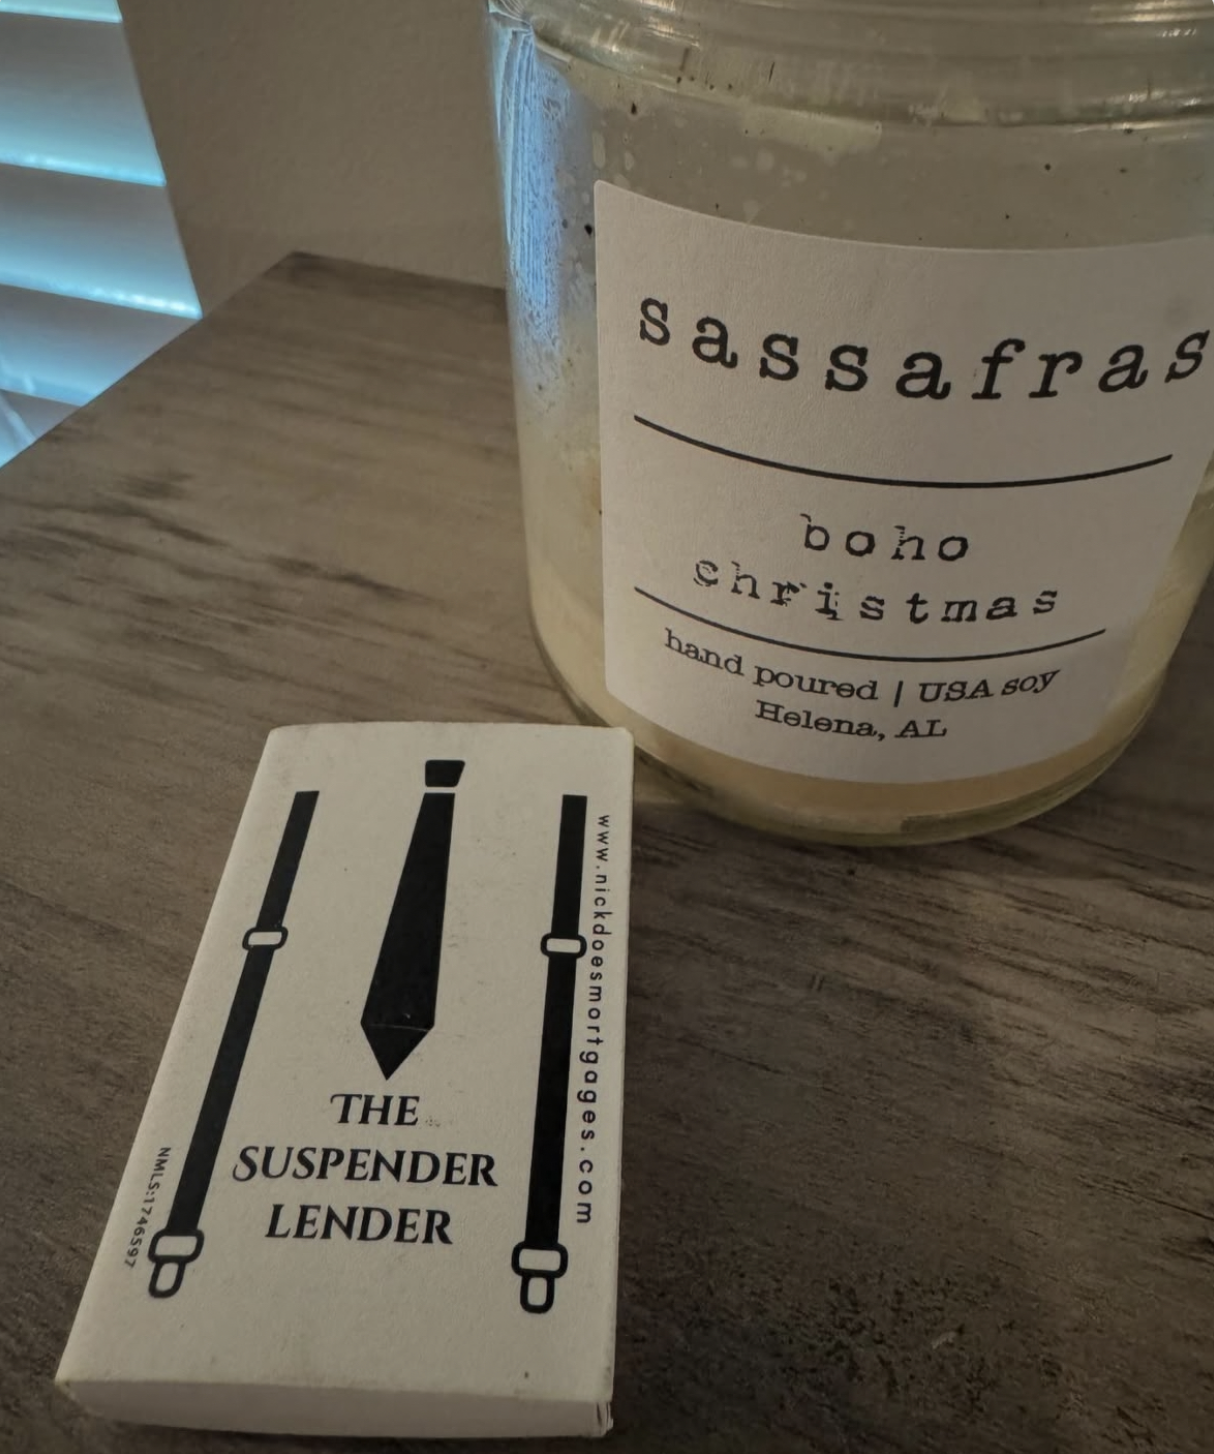 sassafras
boho
christmas
hand poured | USA soy
Helena, AL
THE
SUSPENDER
LENDER
www.nickdoesmortgages.com
NMLS:1746597